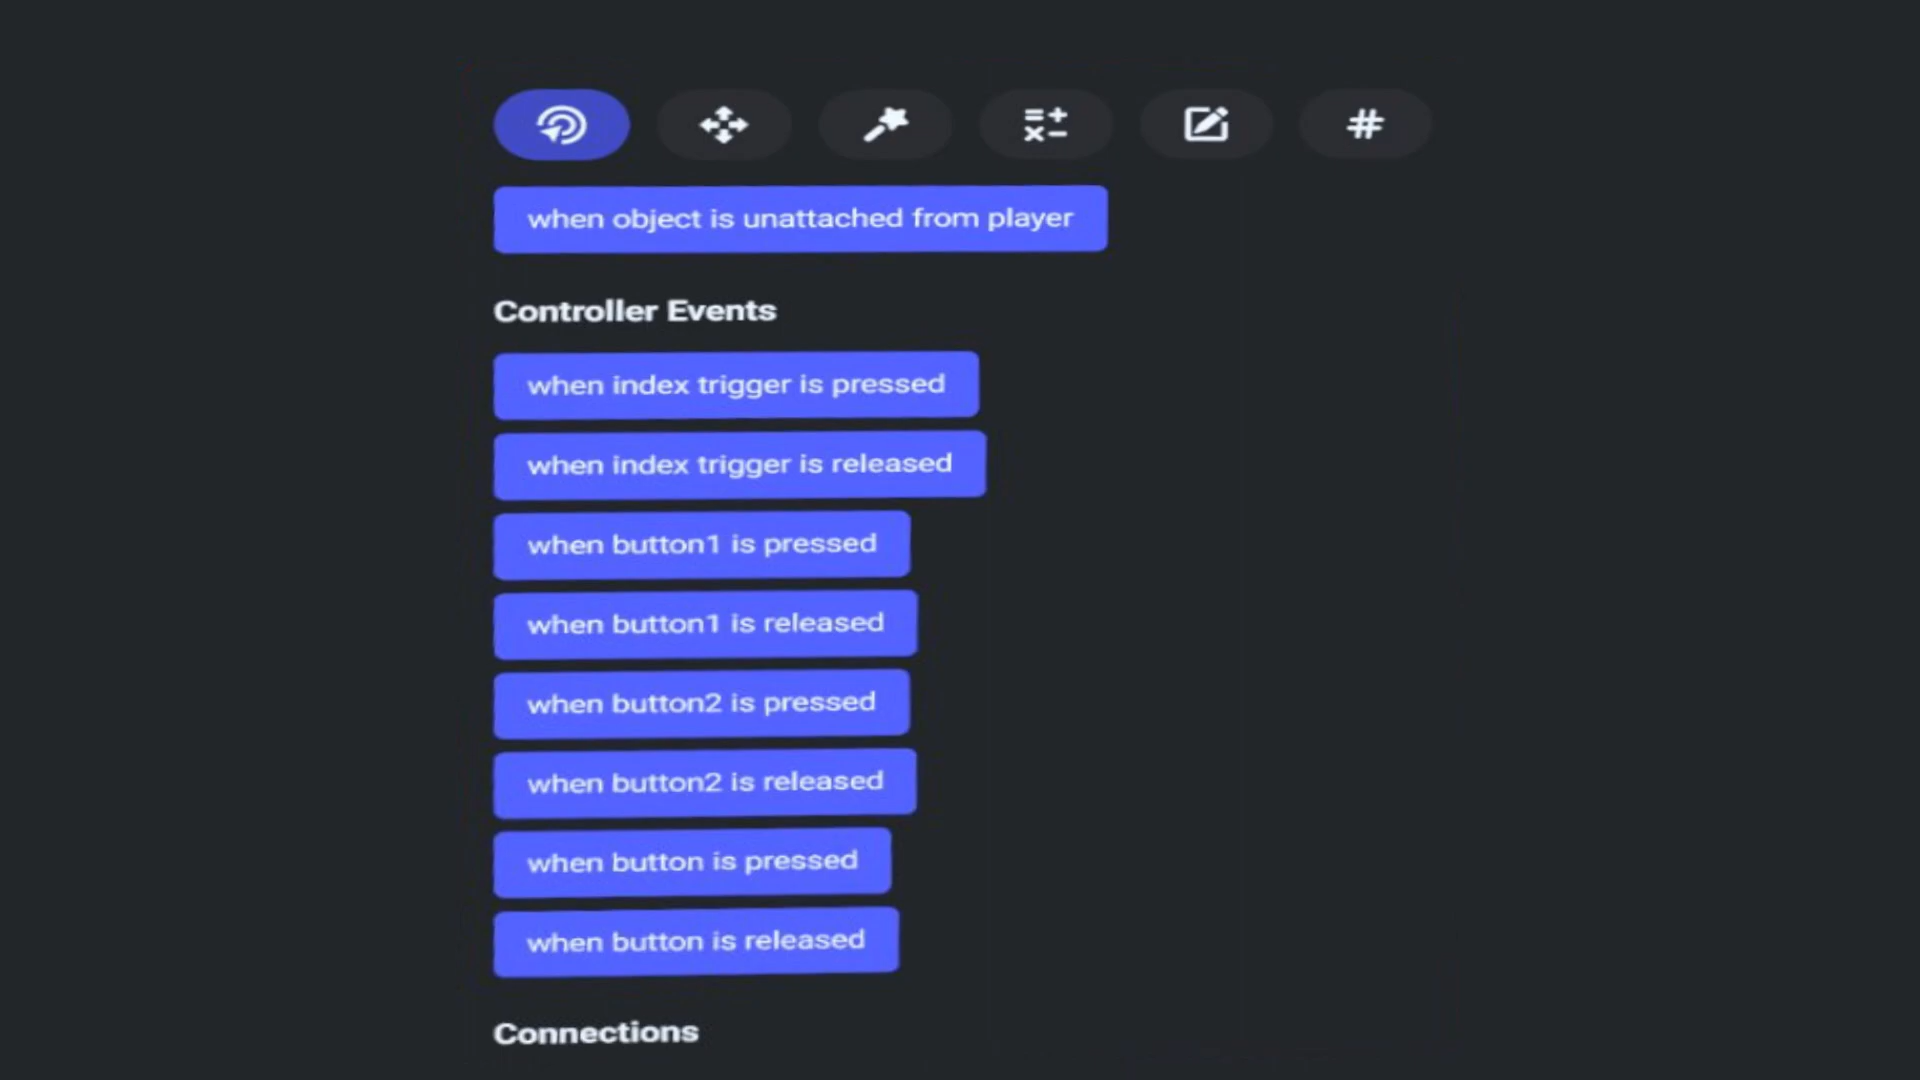 when object is unattached from player
Controller Events
when index trigger is pressed
when index trigger is released
when button1 is pressed
when button1 is released
when button2 is pressed
when button2 is released
when button is pressed
when button is released
Connections